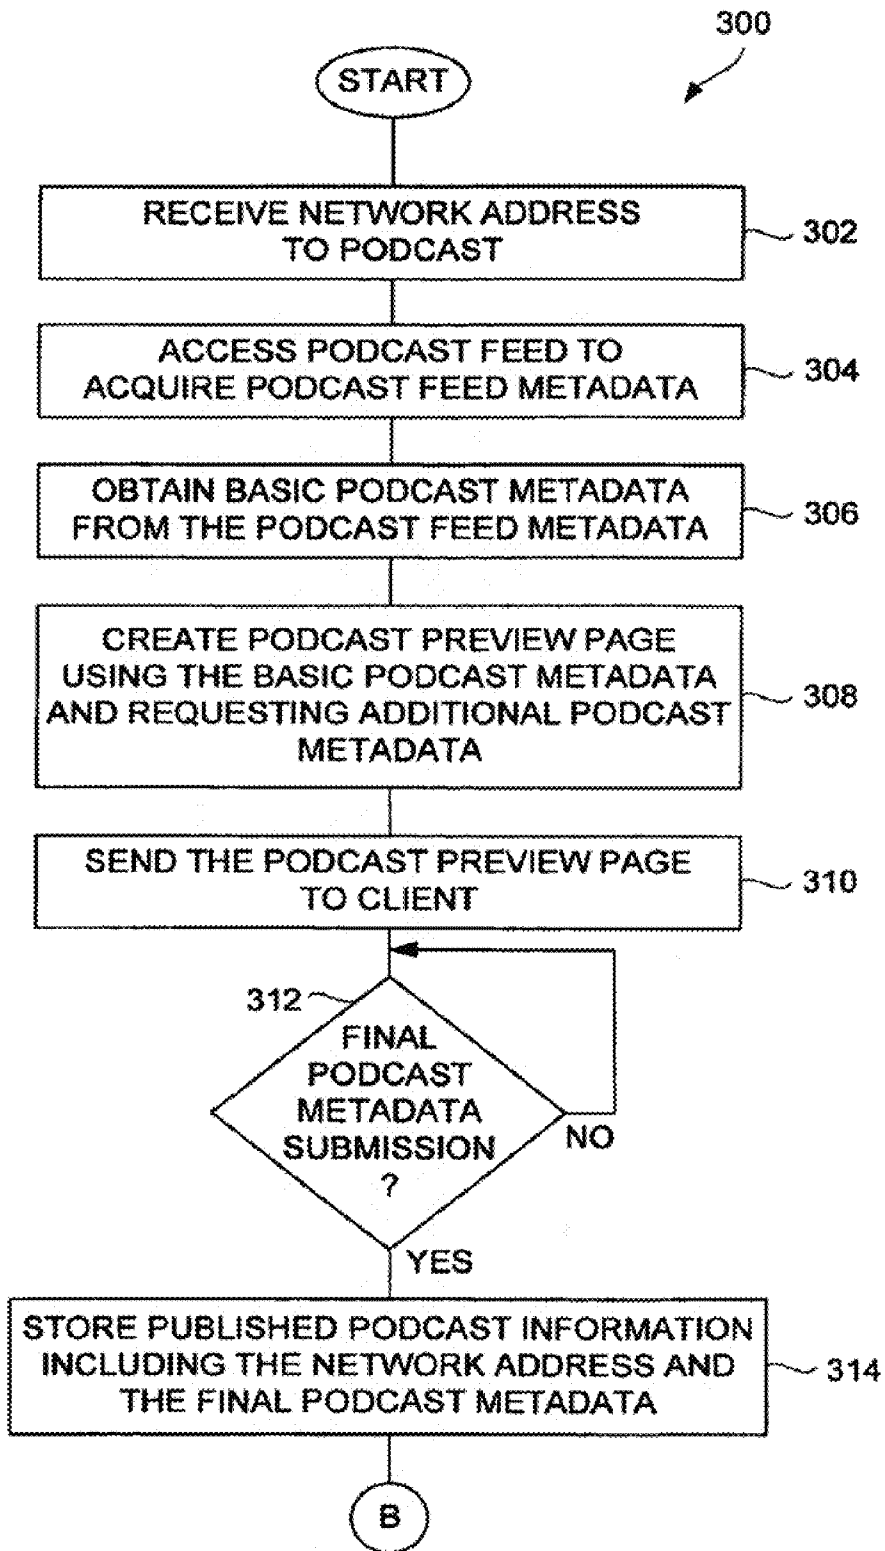 300
START
RECEIVE NETWORK ADDRESS
TO PODCAST
302
ACCESS PODCAST FEED TO
ACQUIRE PODCAST FEED METADATA
304
OBTAIN BASIC PODCAST METADATA
FROM THE PODCAST FEED METADATA
306
CREATE PODCAST PREVIEW PAGE
USING THE BASIC PODCAST METADATA
AND REQUESTING ADDITIONAL PODCAST
METADATA
308
SEND THE PODCAST PREVIEW PAGE
TO CLIENT
310
312
FINAL
PODCAST
METADATA
SUBMISSION
?
NO
YES
STORE PUBLISHED PODCAST INFORMATION
INCLUDING THE NETWORK ADDRESS AND
THE FINAL PODCAST METADATA
314
B